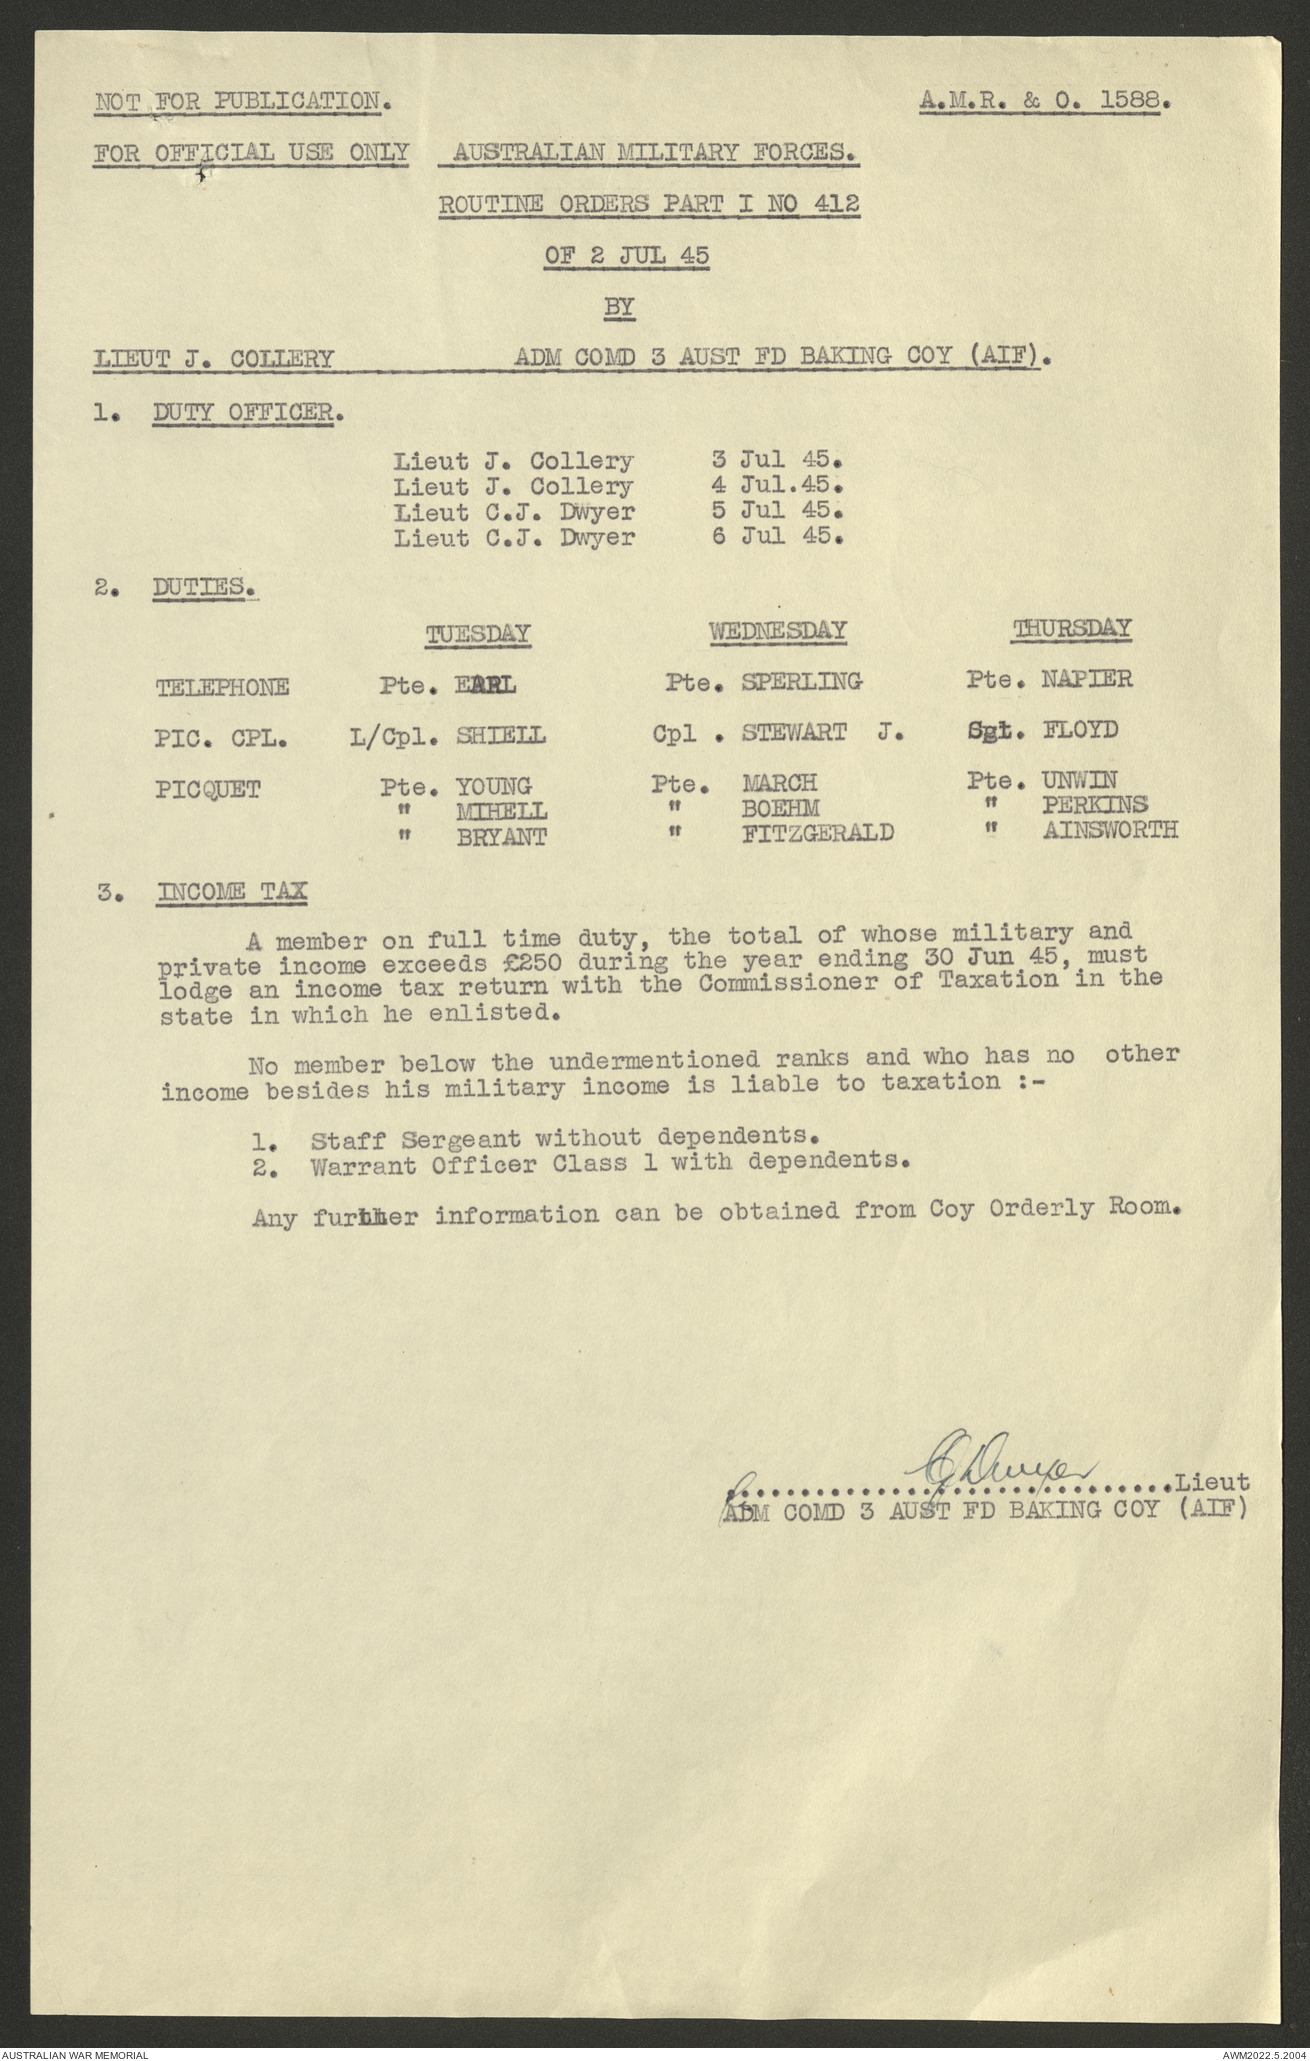 NOT FOR PUBLICATION. A.M.R. & O. 1588.
FOR OFFICIAL USE ONLY AUSTRALIAN MILITARY FORCES.
ROUTINE ORDERS PART I NO 412
OF 2 JUL 45
BY
LIEUT J. COLLERY ADM COMD 3 AUST FD BAKING COY (AIF).
1. DUTY OFFICER.
Lieut J. Collery 3 Jul 45.
Lieut J. Collery 4 Jul.45.
Lieut C.J. Dwyer 5 Jul 45.
Lieut C.J. Dwyer 6 Jul 45.
2. DUTIES.
TUESDAY WEDNESDAY THURSDAY
TELEPHONE Pte. EARL Pte. SPERLING Pte. NAPIER
PIC. CPL. L/Cpl. SHIELL Cpl . STEWART J. Sgt. FLOYD
PICQUET Pte. YOUNG Pte. MARCH Pte. UNWIN
" MIHELL " BOEHM " PERKINS
" BRYANT " FITZGERALD " AINSWORTH
3. INCOME TAX
A member on full time duty, the total of whose military and
private income exceeds £250 during the year ending 30 Jun 45, must
lodge an income tax return with the Commissioner of Taxation in the
state in which he enlisted.
No member below the undermentioned ranks and who has no other
income besides his military income is liable to taxation :-
1. Staff Sergeant without dependents.
2. Warrant Officer Class 1 with dependents.
Any further information can be obtained from Coy Orderly Room.
CJ Dwyer
..............................Lieut
ADM COMD 3 AUST FD BAKING COY (AIF)
AUSTRALIAN WAR MEMORIAL AWM2022.5.2004